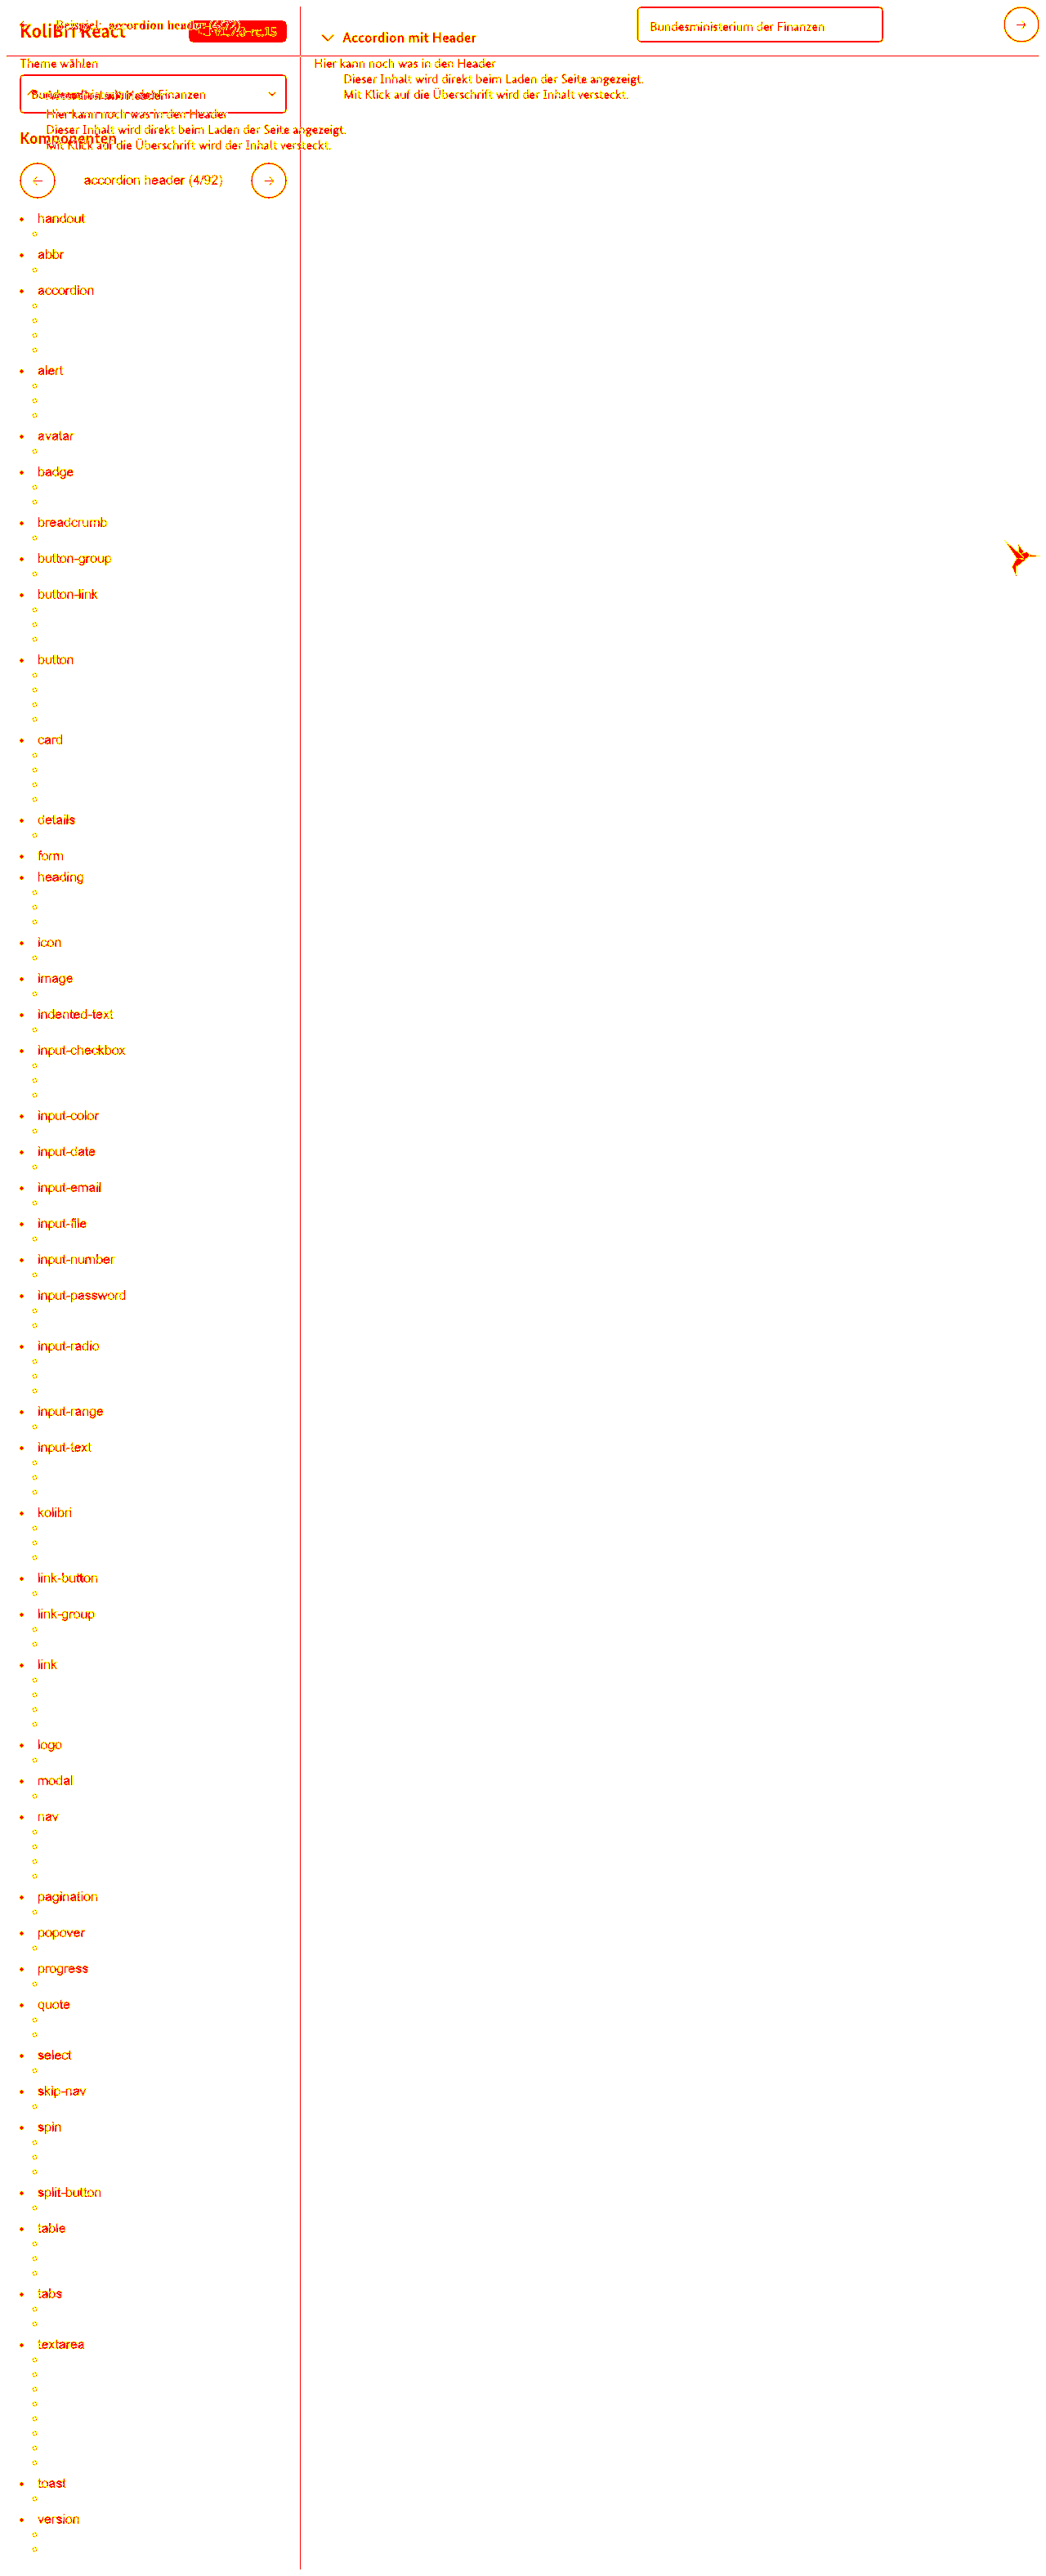 ← Beispiel: accordion header (4/92)
KoliBri React
Accordion mit Header
Bundesministerium der Finanzen
→
Theme wählen
Hier kann noch was in den Header
Dieser Inhalt wird direkt beim Laden der Seite angezeigt.
Mit Klick auf die Überschrift wird der Inhalt versteckt.
Bundesministerium der Finanzen
Hier kann noch was in den Header
Dieser Inhalt wird direkt beim Laden der Seite angezeigt.
Mit Klick auf die Überschrift wird der Inhalt versteckt.
Komponenten
← accordion header (4/92) →
handout
abbr
accordion
alert
avatar
badge
breadcrumb
button-group
button-link
button
card
details
form
heading
icon
image
indented-text
input-checkbox
input-color
input-date
input-email
input-file
input-number
input-password
input-radio
input-range
input-text
kolibri
link-button
link-group
link
logo
modal
nav
pagination
popover
progress
quote
select
skip-nav
spin
split-button
table
tabs
textarea
toast
version